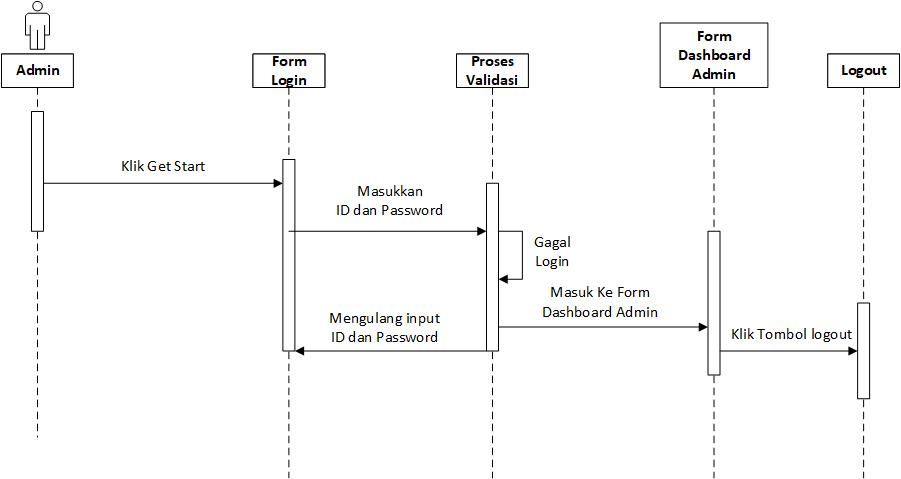 Admin
Form
Login
Proses
Validasi
Form
Dashboard
Admin
Logout
Klik Get Start
Masukkan
ID dan Password
Gagal
Login
Masuk Ke Form
Dashboard Admin
Mengulang input
ID dan Password
Klik Tombol logout